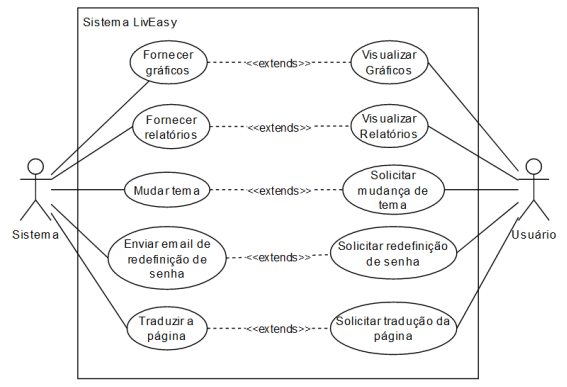 Sistema LivEasy
Fornecer
gráficos
<<extends>>
Visualizar
Gráficos
Fornecer
relatórios
<<extends>>
Visualizar
Relatórios
Mudar tema
<<extends>>
Solicitar
mudança de
tema
Sistema
Usuário
Enviar email de
redefinição de
senha
<<extends>>
Solicitar redefinição
de senha
Traduzir a
página
<<extends>>
Solicitar tradução da
página